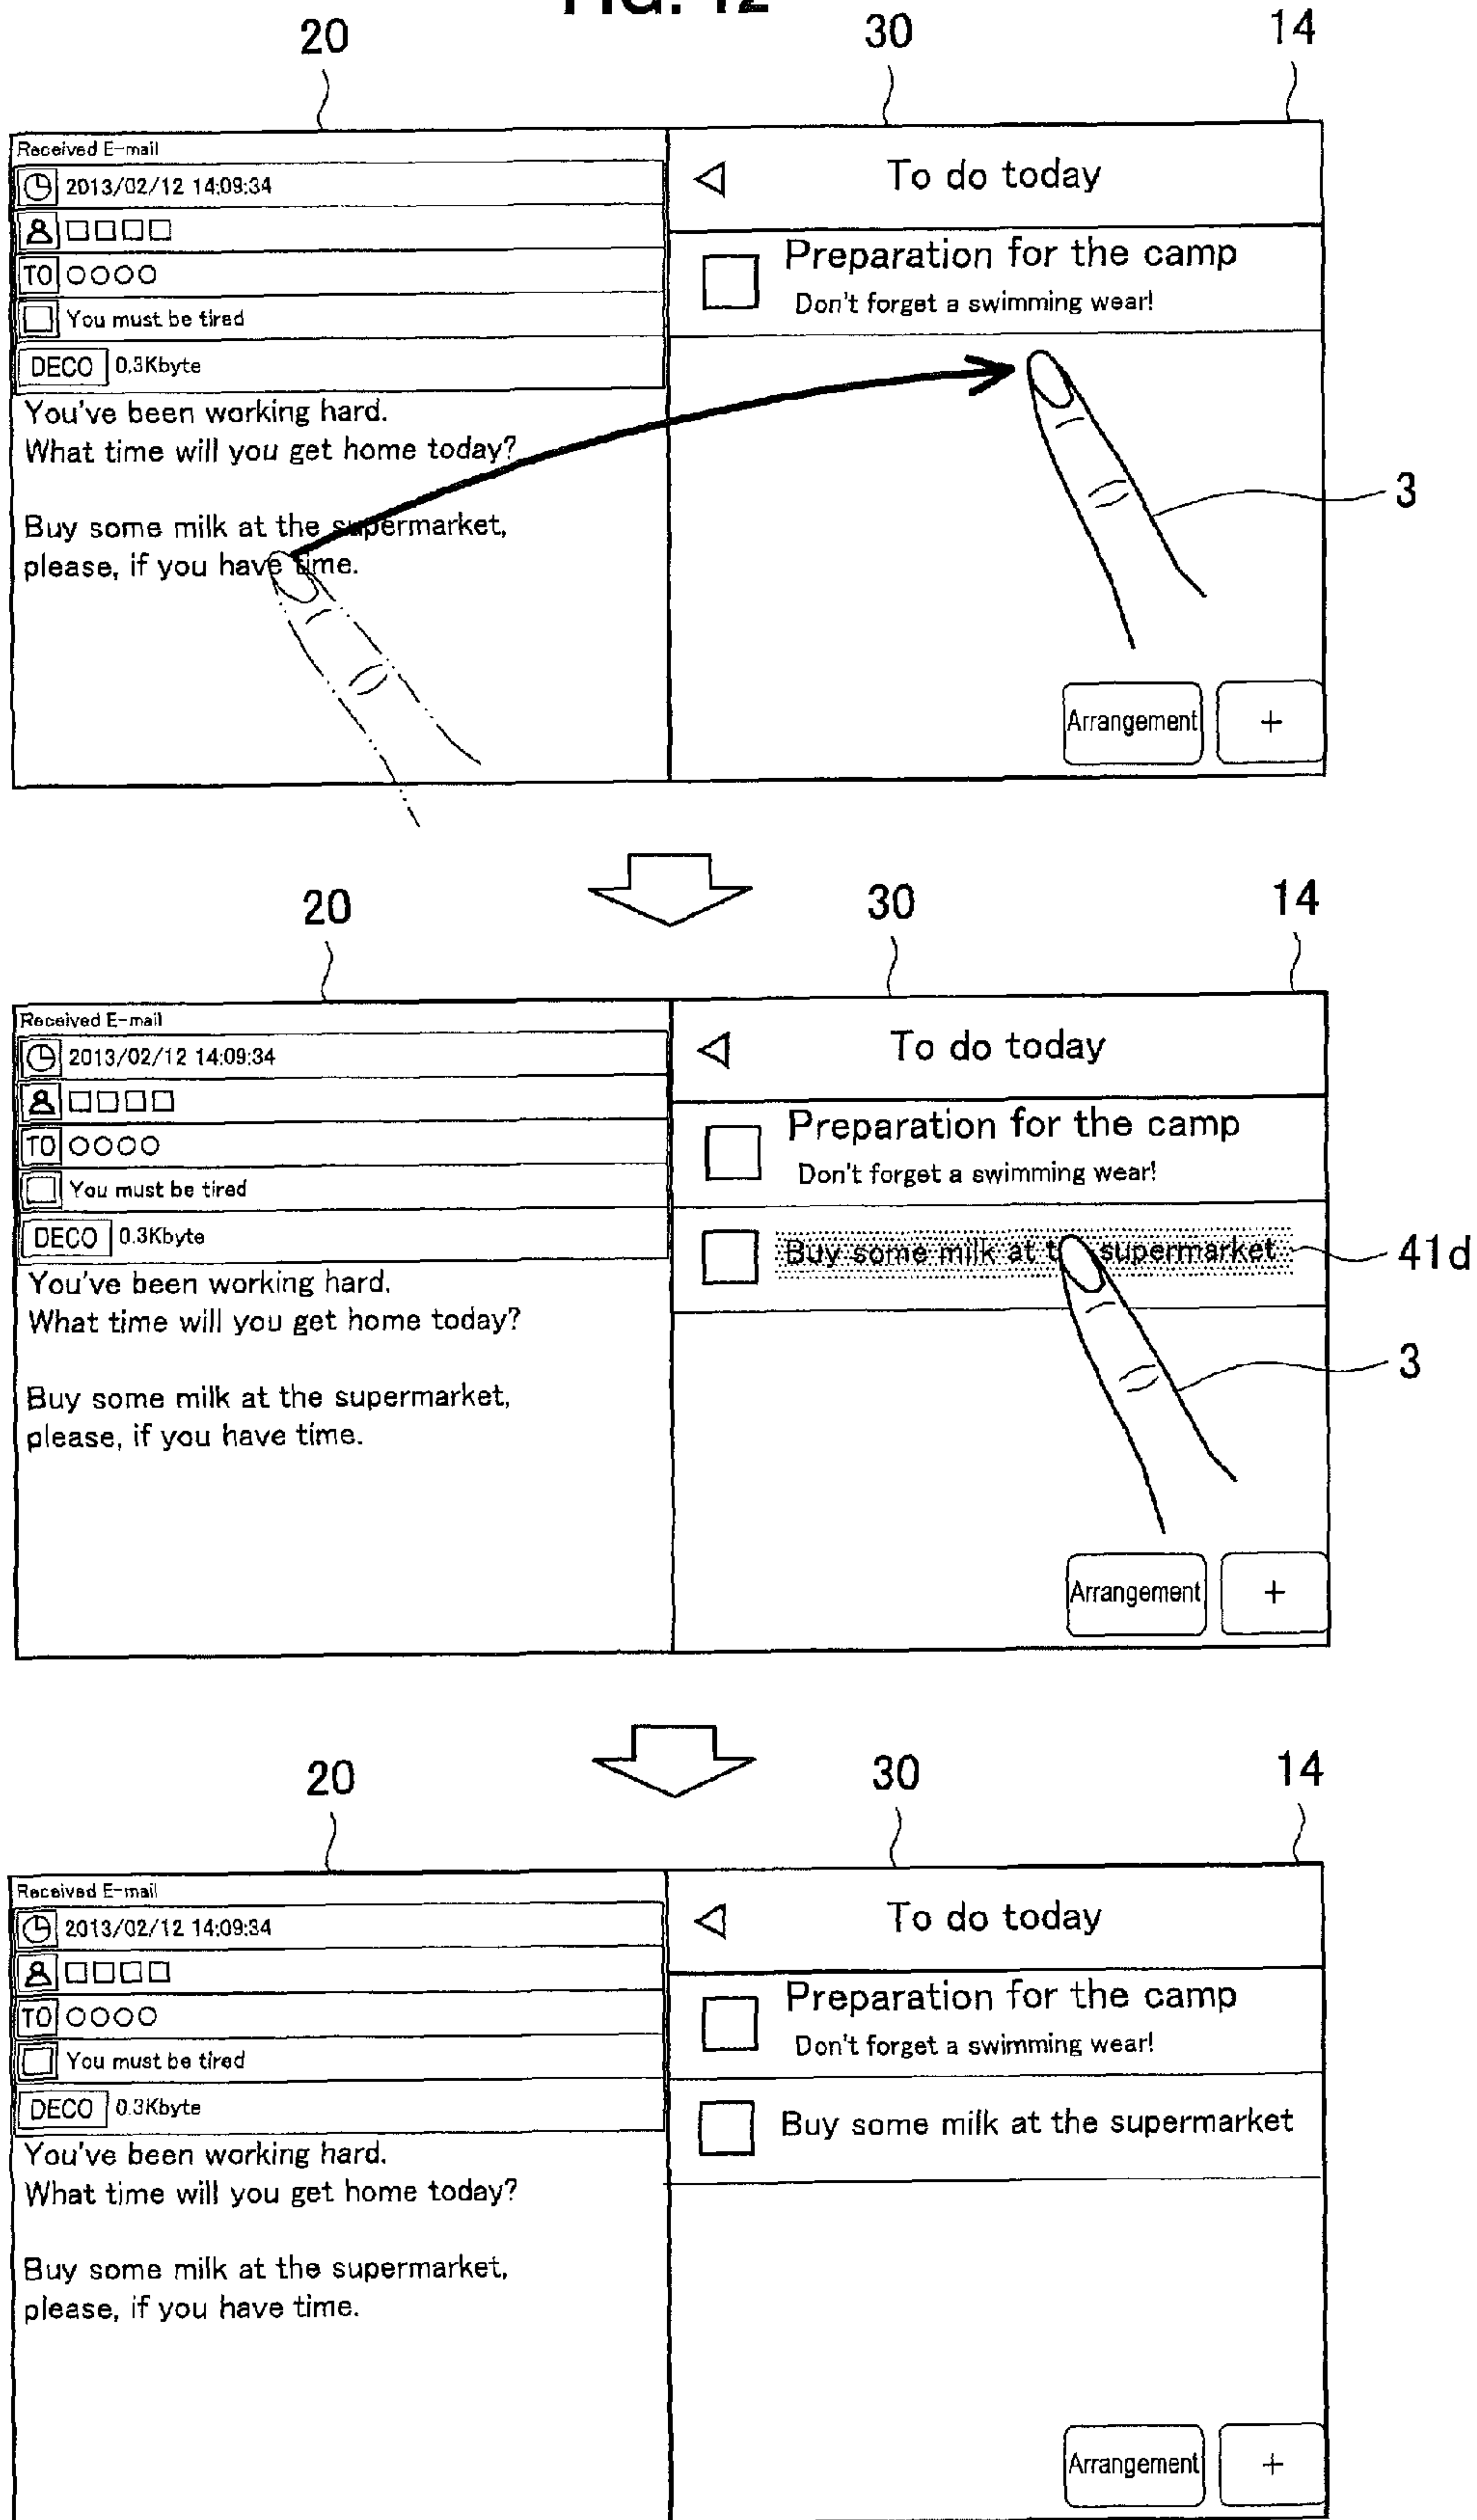 FIG. 12
20 30 14
Received E-mail
2013/02/12 14:09:34
□□□□
TO ○○○○
You must be tired
DECO 0.3Kbyte
You've been working hard.
What time will you get home today?
Buy some milk at the supermarket,
please, if you have time.
To do today
Preparation for the camp
Don't forget a swimming wear!
3
Arrangement +
20 30 14
Received E-mail
2013/02/12 14:09:34
□□□□
TO ○○○○
You must be tired
DECO 0.3Kbyte
You've been working hard.
What time will you get home today?
Buy some milk at the supermarket,
please, if you have time.
To do today
Preparation for the camp
Don't forget a swimming wear!
Buy some milk at t supermarket
41d
3
Arrangement +
20 30 14
Received E-mail
2013/02/12 14:09:34
□□□□
TO ○○○○
You must be tired
DECO 0.3Kbyte
You've been working hard.
What time will you get home today?
Buy some milk at the supermarket,
please, if you have time.
To do today
Preparation for the camp
Don't forget a swimming wear!
Buy some milk at the supermarket
Arrangement +